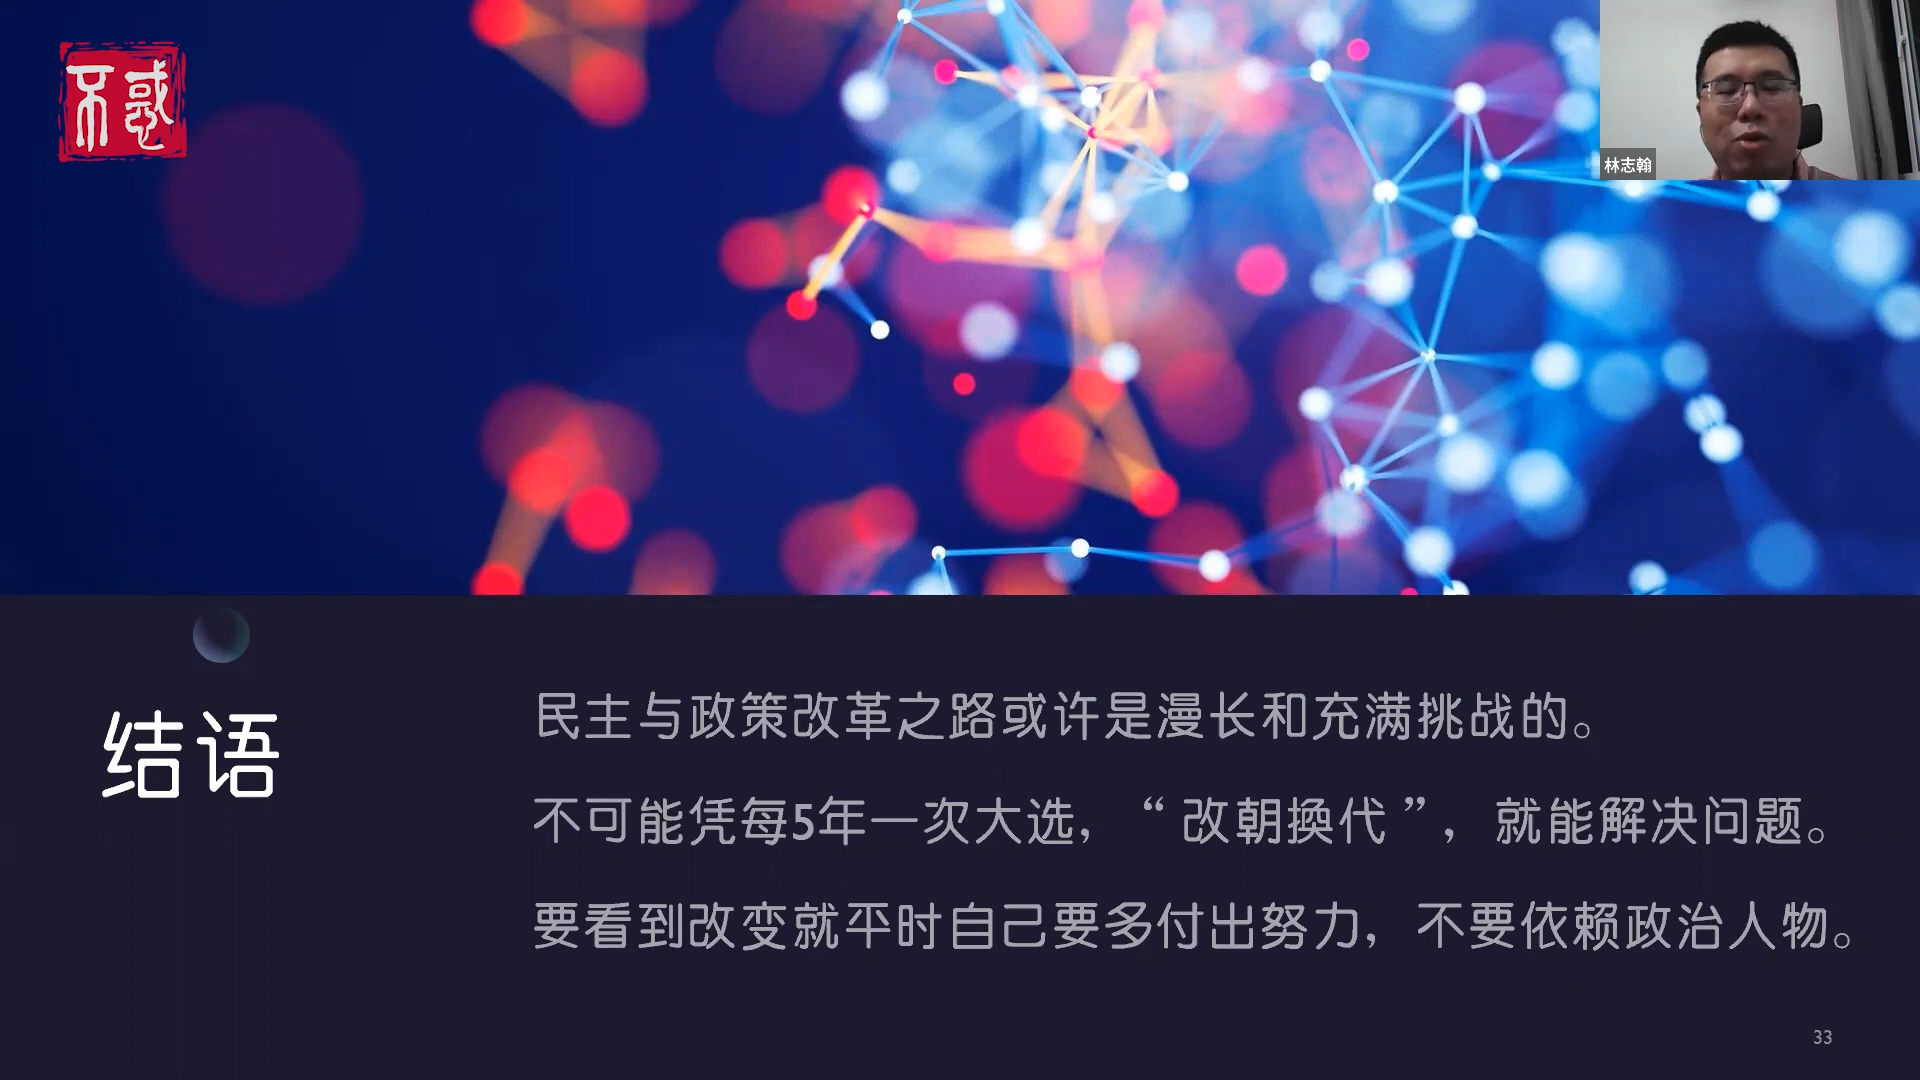 不惑
林志翰
结语
民主与政策改革之路或许是漫长和充满挑战的。
不可能凭每5年一次大选，“改朝换代”，就能解决问题。
要看到改变就平时自己要多付出努力，不要依赖政治人物。
33